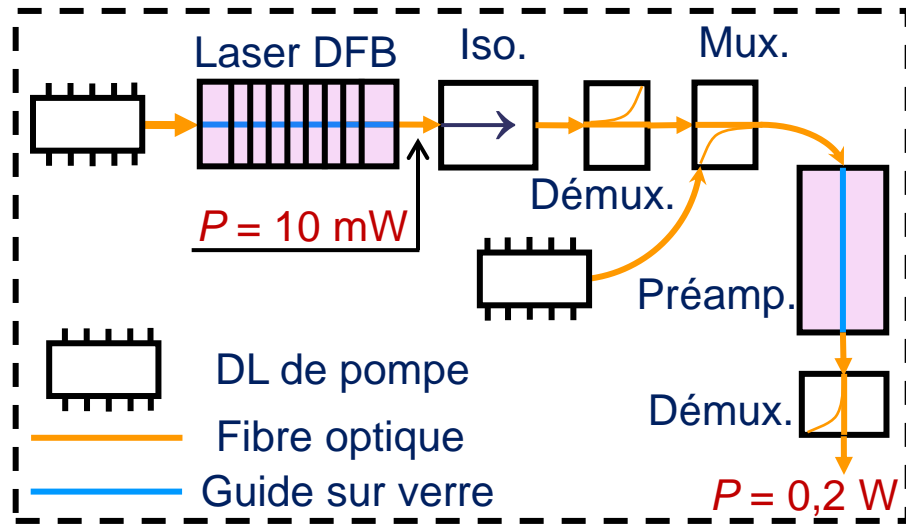 Laser DFB
Iso.
Mux.
Démux.
P = 10 mW
Préamp.
DL de pompe
Démux.
Fibre optique
Guide sur verre
P = 0,2 W